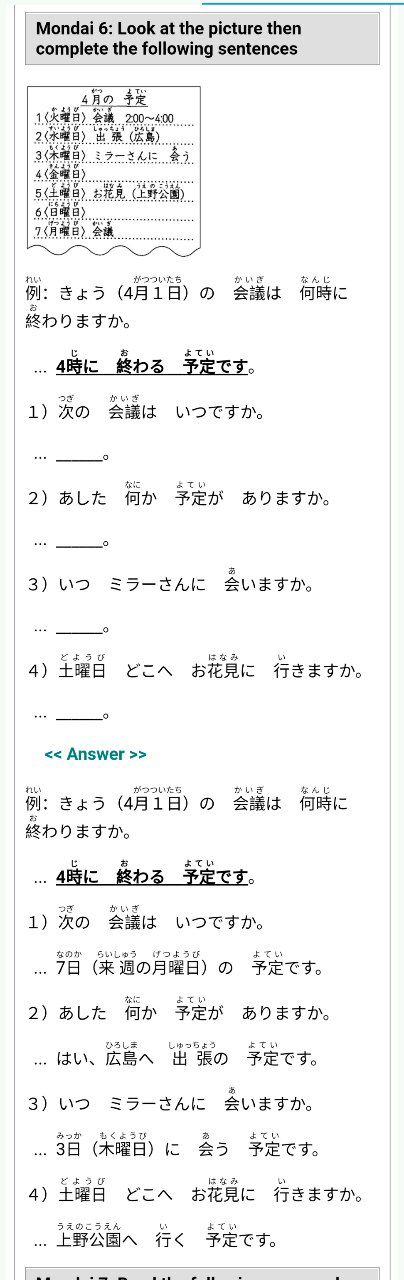 Mondai 6: Look at the picture then
complete the following sentences
4月の 予定
1(火曜日) 会議 2:00～4:00
2(水曜日) 出張 (広島)
3(木曜日) ミラーさんに 会う
4(金曜日)
5(土曜日) お花見 (上野公園)
6(日曜日)
7(月曜日) 会議
例：きょう（4月１日）の 会議は 何時に
終わりますか。
… 4時に 終わる 予定です。
１）次の 会議は いつですか。
… ______。
２）あした 何か 予定が ありますか。
… ______。
３）いつ ミラーさんに 会いますか。
… ______。
４）土曜日 どこへ お花見に 行きますか。
… ______。
<< Answer >>
例：きょう（4月１日）の 会議は 何時に
終わりますか。
… 4時に 終わる 予定です。
１）次の 会議は いつですか。
… 7日（来週の月曜日）の 予定です。
２）あした 何か 予定が ありますか。
… はい、広島へ 出張の 予定です。
３）いつ ミラーさんに 会いますか。
… 3日（木曜日）に 会う 予定です。
４）土曜日 どこへ お花見に 行きますか。
… 上野公園へ 行く 予定です。